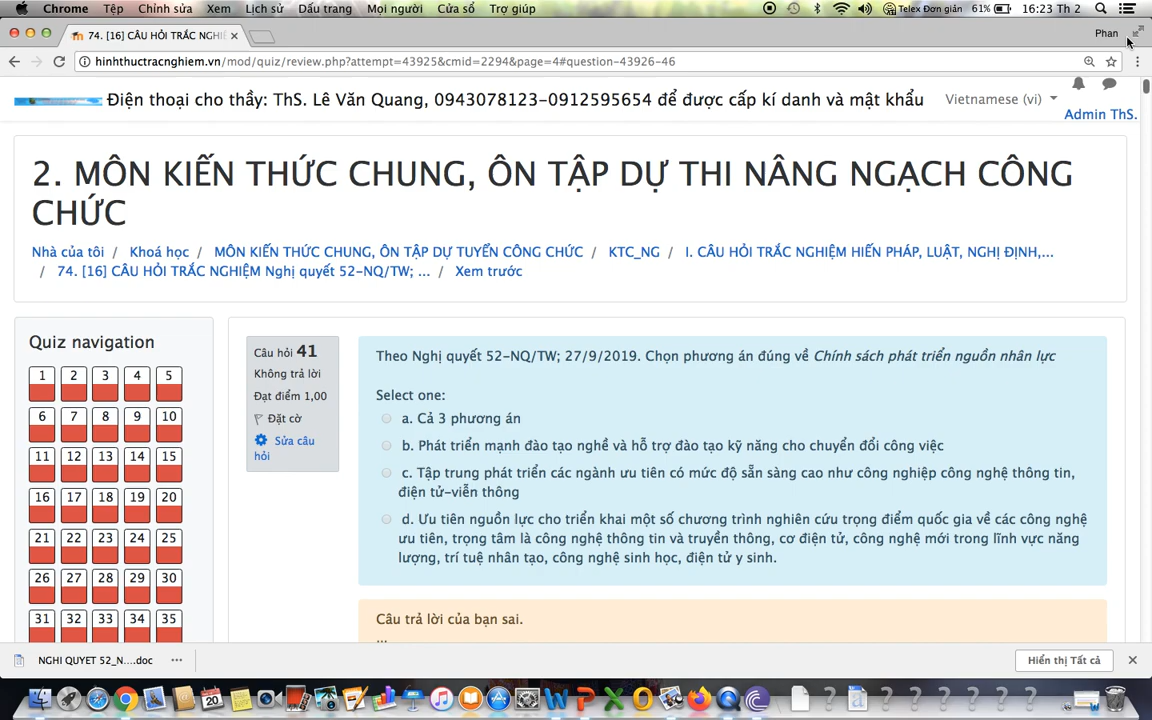 Chrome Tệp Chỉnh sửa Xem Lịch sử Dấu trang Mọi người Cửa sổ Trợ giúp Telex Đơn giản 61% 16:23 Th 2
74. [16] CÂU HỎI TRẮC NGHIỆ Phan
hinhthuctracnghiem.vn/mod/quiz/review.php?attempt=43925&cmid=2294&page=4#question-43926-46
Điện thoại cho thầy: ThS. Lê Văn Quang, 0943078123-0912595654 để được cấp kí danh và mật khẩu Vietnamese (vi)
Admin ThS.
2. MÔN KIẾN THỨC CHUNG, ÔN TẬP DỰ THI NÂNG NGẠCH CÔNG
CHỨC
Nhà của tôi / Khoá học / MÔN KIẾN THỨC CHUNG, ÔN TẬP DỰ TUYỂN CÔNG CHỨC / KTC_NG / I. CÂU HỎI TRẮC NGHIỆM HIẾN PHÁP, LUẬT, NGHỊ ĐỊNH,...
/ 74. [16] CÂU HỎI TRẮC NGHIỆM Nghị quyết 52-NQ/TW; ... / Xem trước
Quiz navigation
1 2 3 4 5
6 7 8 9 10
11 12 13 14 15
16 17 18 19 20
21 22 23 24 25
26 27 28 29 30
31 32 33 34 35
Câu hỏi 41
Không trả lời
Đạt điểm 1,00
Đặt cờ
Sửa câu
hỏi
Theo Nghị quyết 52-NQ/TW; 27/9/2019. Chọn phương án đúng về Chính sách phát triển nguồn nhân lực
Select one:
a. Cả 3 phương án
b. Phát triển mạnh đào tạo nghề và hỗ trợ đào tạo kỹ năng cho chuyển đổi công việc
c. Tập trung phát triển các ngành ưu tiên có mức độ sẵn sàng cao như công nghiệp công nghệ thông tin,
điện tử-viễn thông
d. Ưu tiên nguồn lực cho triển khai một số chương trình nghiên cứu trọng điểm quốc gia về các công nghệ
ưu tiên, trọng tâm là công nghệ thông tin và truyền thông, cơ điện tử, công nghệ mới trong lĩnh vực năng
lượng, trí tuệ nhân tạo, công nghệ sinh học, điện tử y sinh.
Câu trả lời của bạn sai.
NGHI QUYET 52_N....doc
Hiển thị Tất cả
20